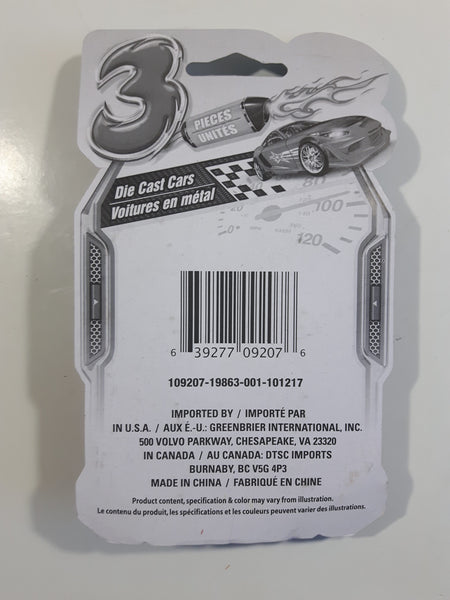 3
PIECES
UNITÉS
Die Cast Cars
Voitures en métal
80
100
120
6 39277 09207 6
109207-19863-001-101217
IMPORTED BY / IMPORTÉ PAR
IN U.S.A. / AUX É.-U.: GREENBRIER INTERNATIONAL, INC.
500 VOLVO PARKWAY, CHESAPEAKE, VA 23320
IN CANADA / AU CANADA: DTSC IMPORTS
BURNABY, BC V5G 4P3
MADE IN CHINA / FABRIQUÉ EN CHINE
Product content, specification & color may vary from illustration.
Le contenu du produit, les spécifications et les couleurs peuvent varier des illustrations.